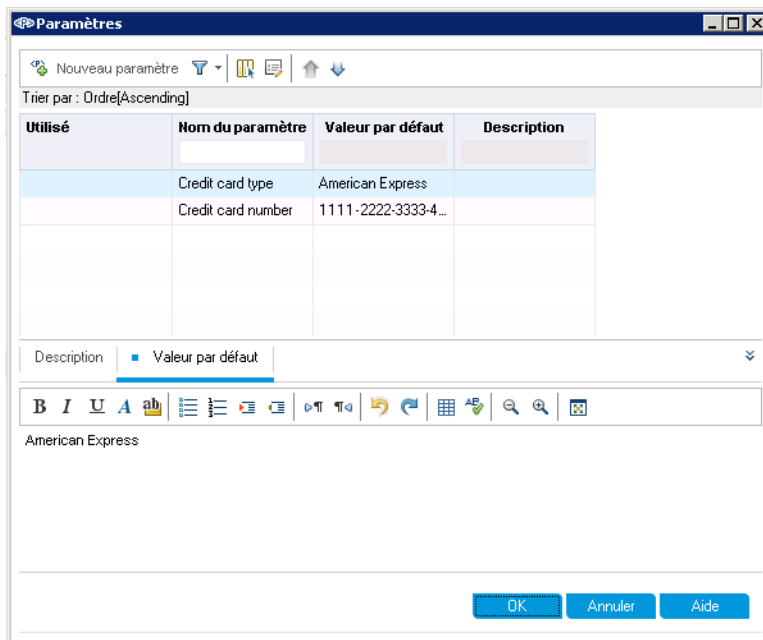 Paramètres
Nouveau paramètre
Trier par : Ordre[Ascending]
Utilisé Nom du paramètre Valeur par défaut Description
Credit card type American Express
Credit card number 1111-2222-3333-4...
Description Valeur par défaut
B I U A ab
American Express
OK Annuler Aide